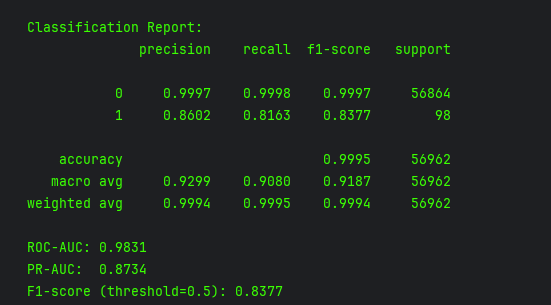 Classification Report:
precision recall f1-score support
0 0.9997 0.9998 0.9997 56864
1 0.8602 0.8163 0.8377 98
accuracy 0.9995 56962
macro avg 0.9299 0.9080 0.9187 56962
weighted avg 0.9994 0.9995 0.9994 56962
ROC-AUC: 0.9831
PR-AUC: 0.8734
F1-score (threshold=0.5): 0.8377